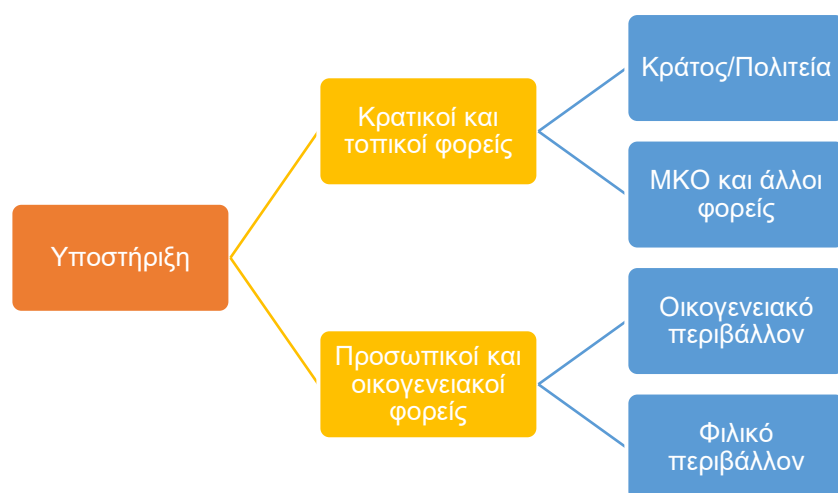 Υποστήριξη
Κρατικοί και
τοπικοί φορείς
Κράτος/Πολιτεία
ΜΚΟ και άλλοι
φορείς
Προσωπικοί και
οικογενειακοί
φορείς
Οικογενειακό
περιβάλλον
Φιλικό
περιβάλλον